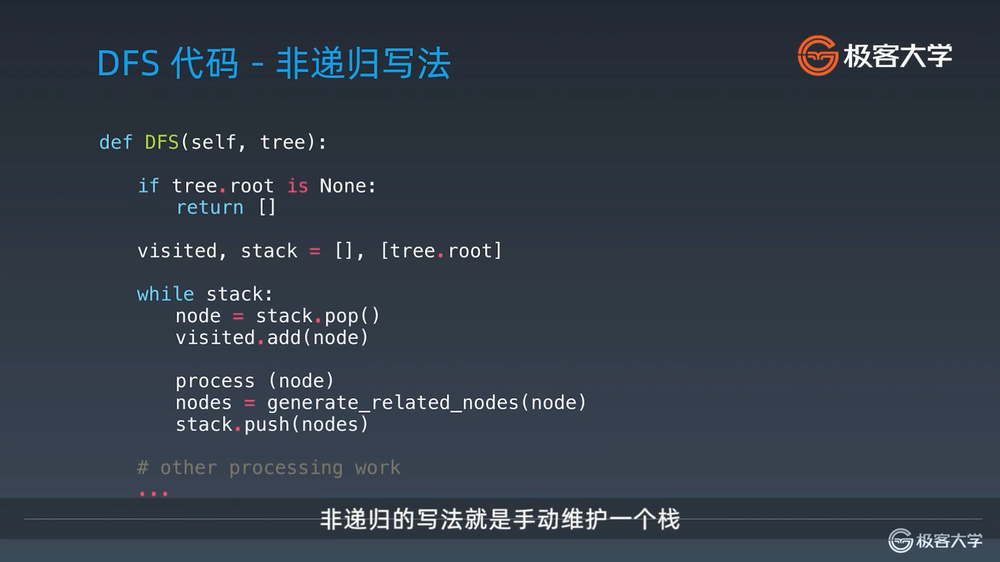 DFS 代码 - 非递归写法
极客大学
def DFS(self, tree):
if tree.root is None:
return []
visited, stack = [], [tree.root]
while stack:
node = stack.pop()
visited.add(node)
process (node)
nodes = generate_related_nodes(node)
stack.push(nodes)
# other processing work
...
非递归的写法就是手动维护一个栈
极客大学